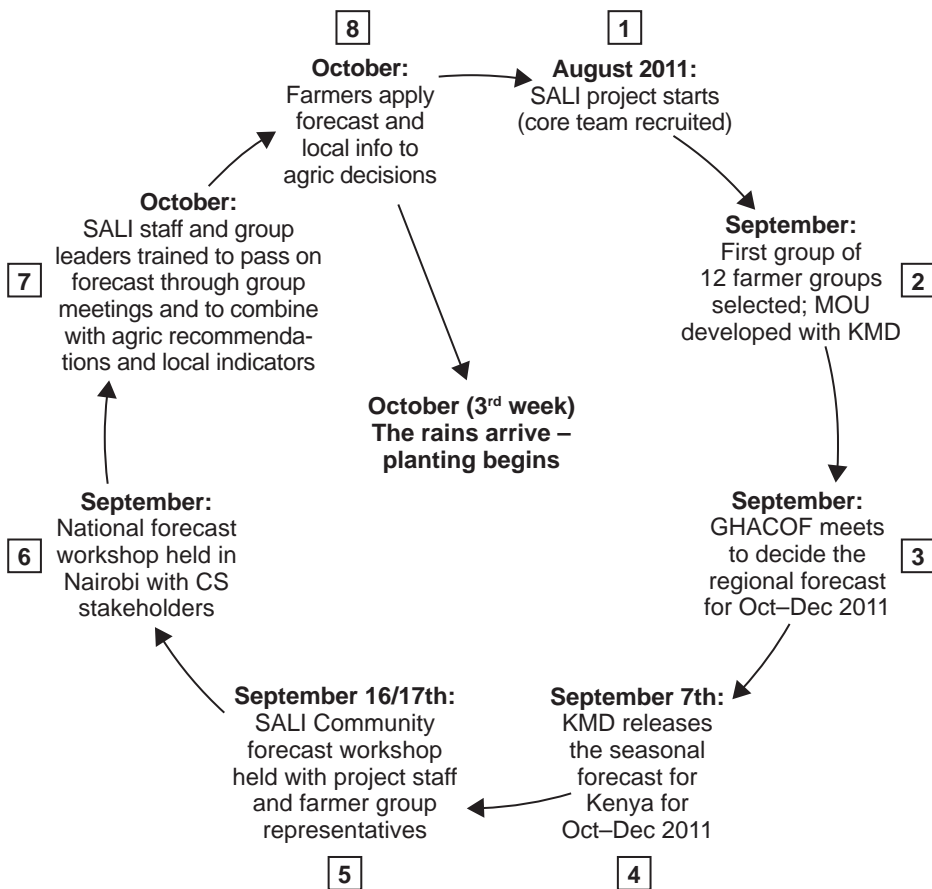 1
August 2011:
SALI project starts
(core team recruited)
September:
First group of
12 farmer groups
selected; MOU
developed with KMD
2
September:
GHACOF meets
to decide the
regional forecast
for Oct–Dec 2011
3
September 7th:
KMD releases
the seasonal
forecast for
Kenya for
Oct–Dec 2011
4
September 16/17th:
SALI Community
forecast workshop
held with project staff
and farmer group
representatives
5
September:
National forecast
workshop held in
Nairobi with CS
stakeholders
6
October:
SALI staff and group
leaders trained to pass on
forecast through group
meetings and to combine
with agric recommenda-
tions and local indicators
7
8
October:
Farmers apply
forecast and
local info to
agric decisions
October (3rd week)
The rains arrive –
planting begins